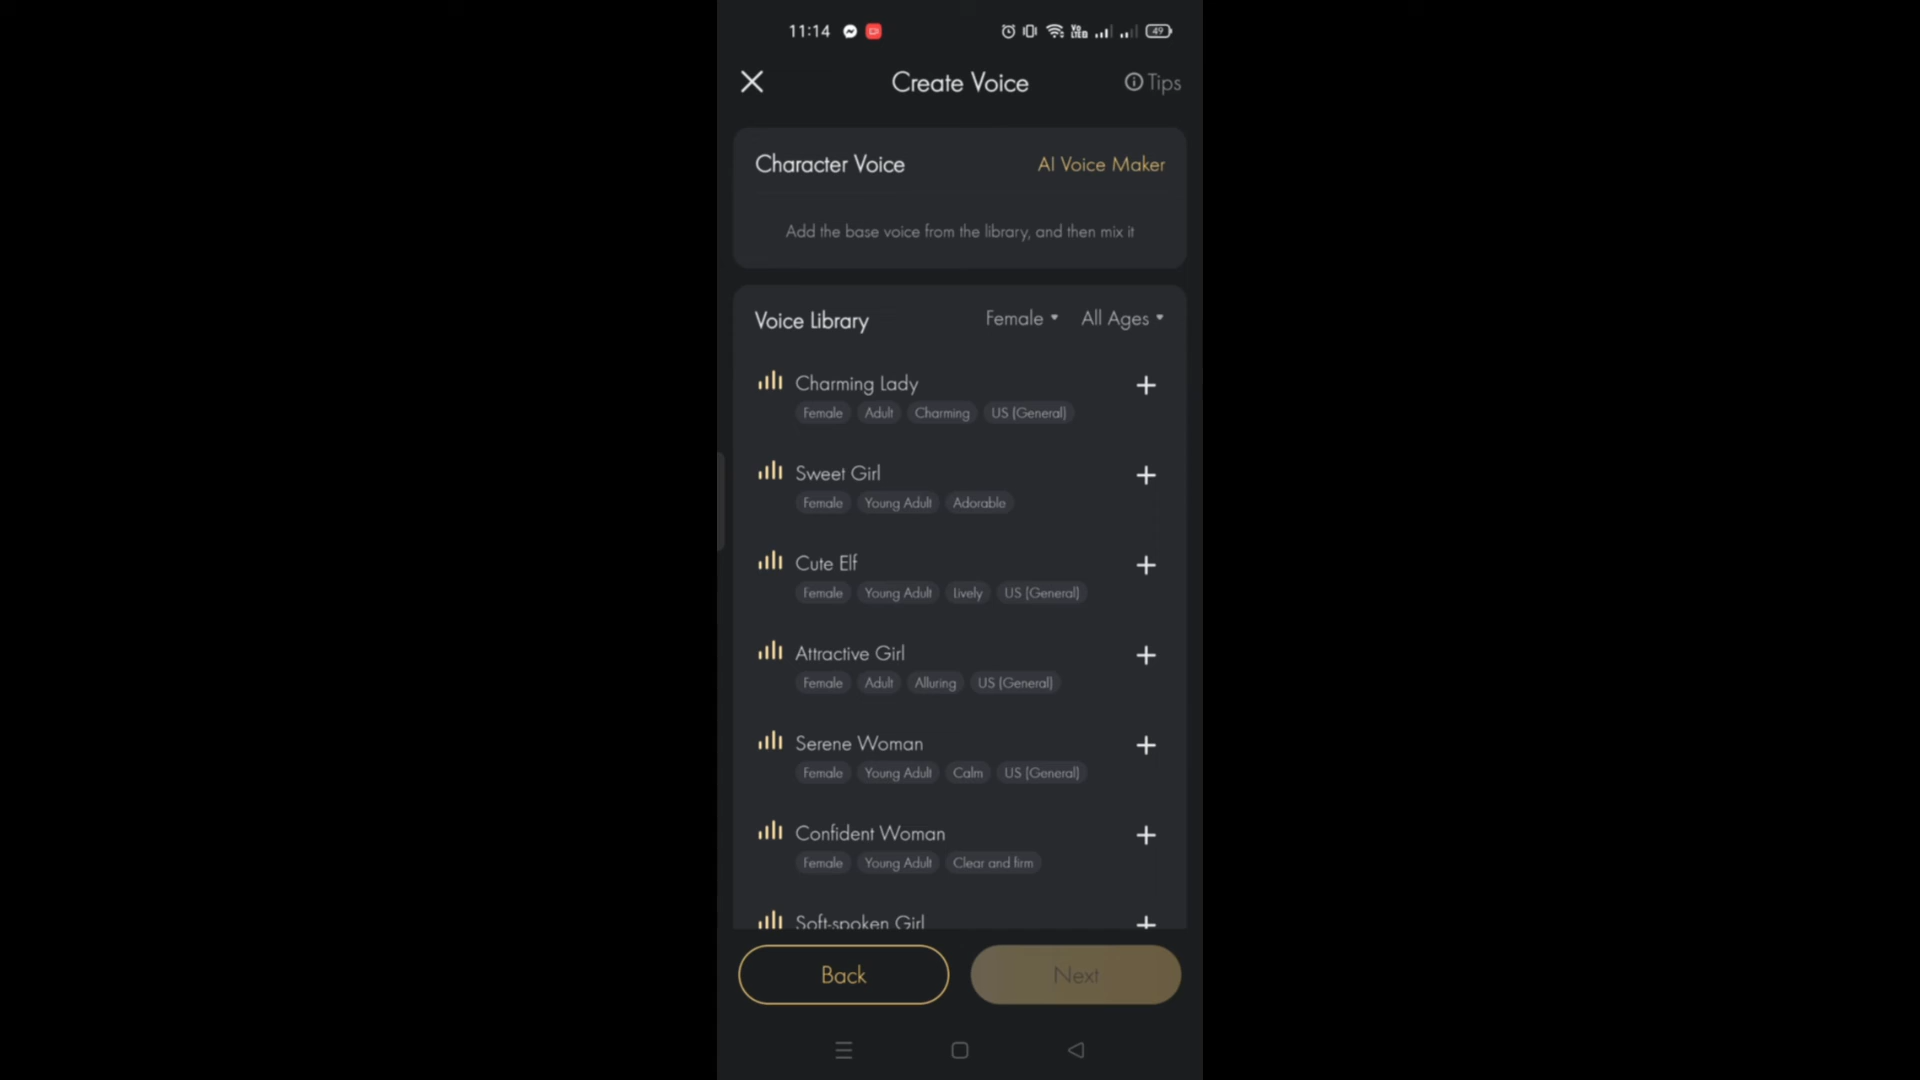 11:14 Vo LTE 49
Create Voice Tips
Character Voice AI Voice Maker
Add the base voice from the library, and then mix it
Voice Library Female All Ages
Charming Lady
Female Adult Charming US (General)
Sweet Girl
Female Young Adult Adorable
Cute Elf
Female Young Adult Lively US (General)
Attractive Girl
Female Adult Alluring US (General)
Serene Woman
Female Young Adult Calm US (General)
Confident Woman
Female Young Adult Clear and firm
Soft-spoken Girl
Back Next